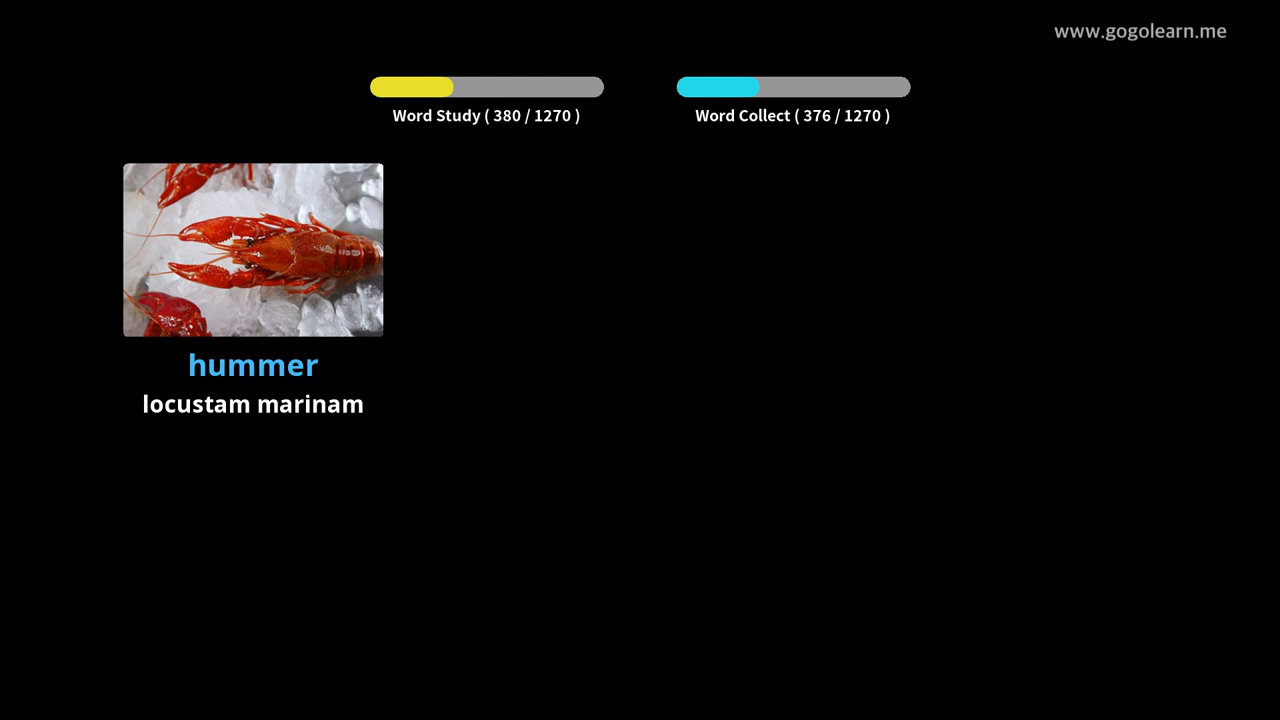 www.gogolearn.me
Word Study ( 380 / 1270 )
Word Collect ( 376 / 1270 )
hummer
locustam marinam